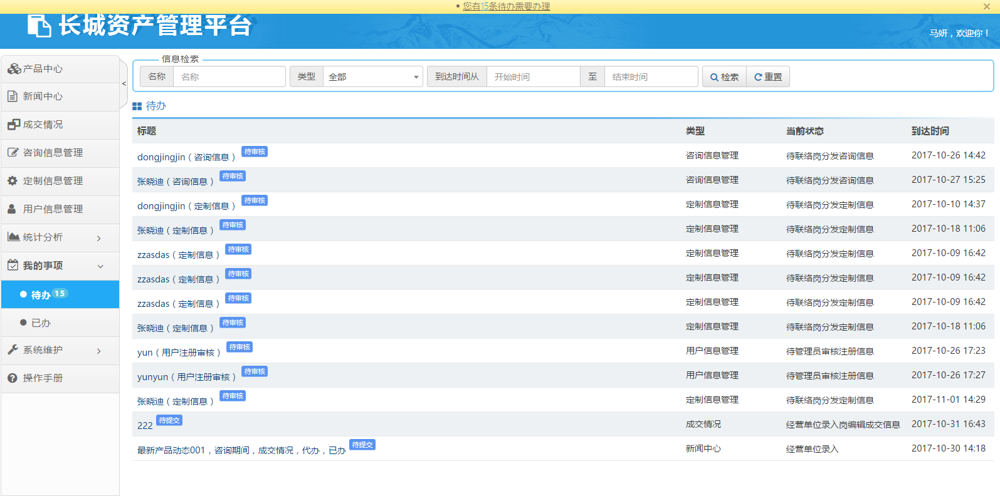 您有15条待办需要办理
长城资产管理平台
马妍，欢迎你！
产品中心
新闻中心
成交情况
咨询信息管理
定制信息管理
用户信息管理
统计分析
我的事项
待办 15
已办
系统维护
操作手册
<
信息检索
名称 名称 类型 全部 到达时间从 开始时间 至 结束时间 检索 重置
待办
标题 类型 当前状态 到达时间
dongjingjin（咨询信息） 待审核 咨询信息管理 待联络岗分发咨询信息 2017-10-26 14:42
张晓迪（咨询信息） 待审核 咨询信息管理 待联络岗分发咨询信息 2017-10-27 15:25
dongjingjin（定制信息） 待审核 定制信息管理 待联络岗分发定制信息 2017-10-10 14:37
张晓迪（定制信息） 待审核 定制信息管理 待联络岗分发定制信息 2017-10-18 11:06
zzasdas（定制信息） 待审核 定制信息管理 待联络岗分发定制信息 2017-10-09 16:42
zzasdas（定制信息） 待审核 定制信息管理 待联络岗分发定制信息 2017-10-09 16:42
zzasdas（定制信息） 待审核 定制信息管理 待联络岗分发定制信息 2017-10-09 16:42
张晓迪（定制信息） 待审核 定制信息管理 待联络岗分发定制信息 2017-10-18 11:06
yun（用户注册审核） 待审核 用户信息管理 待管理员审核注册信息 2017-10-26 17:23
yunyun（用户注册审核） 待审核 用户信息管理 待管理员审核注册信息 2017-10-26 17:27
张晓迪（定制信息） 待审核 定制信息管理 待联络岗分发定制信息 2017-11-01 14:29
222 待提交 成交情况 经营单位录入岗编辑成交信息 2017-10-31 16:43
最新产品动态001，咨询期间，成交情况，代办，已办 待提交 新闻中心 经营单位录入 2017-10-30 14:18